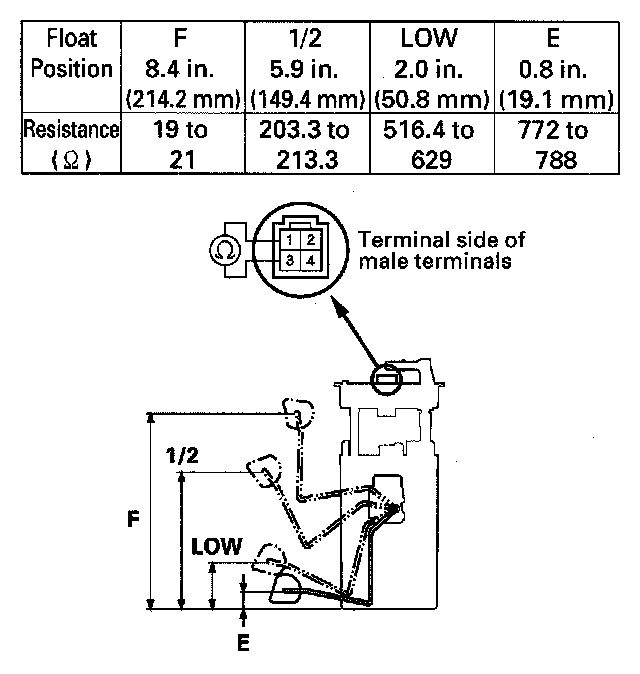 Float Position F 8.4 in. (214.2 mm) 1/2 5.9 in. (149.4 mm) LOW 2.0 in. (50.8 mm) E 0.8 in. (19.1 mm)
Resistance (Ω) 19 to 21 203.3 to 213.3 516.4 to 629 772 to 788
Ω
1 2
3 4
Terminal side of
male terminals
1/2
F
LOW
E